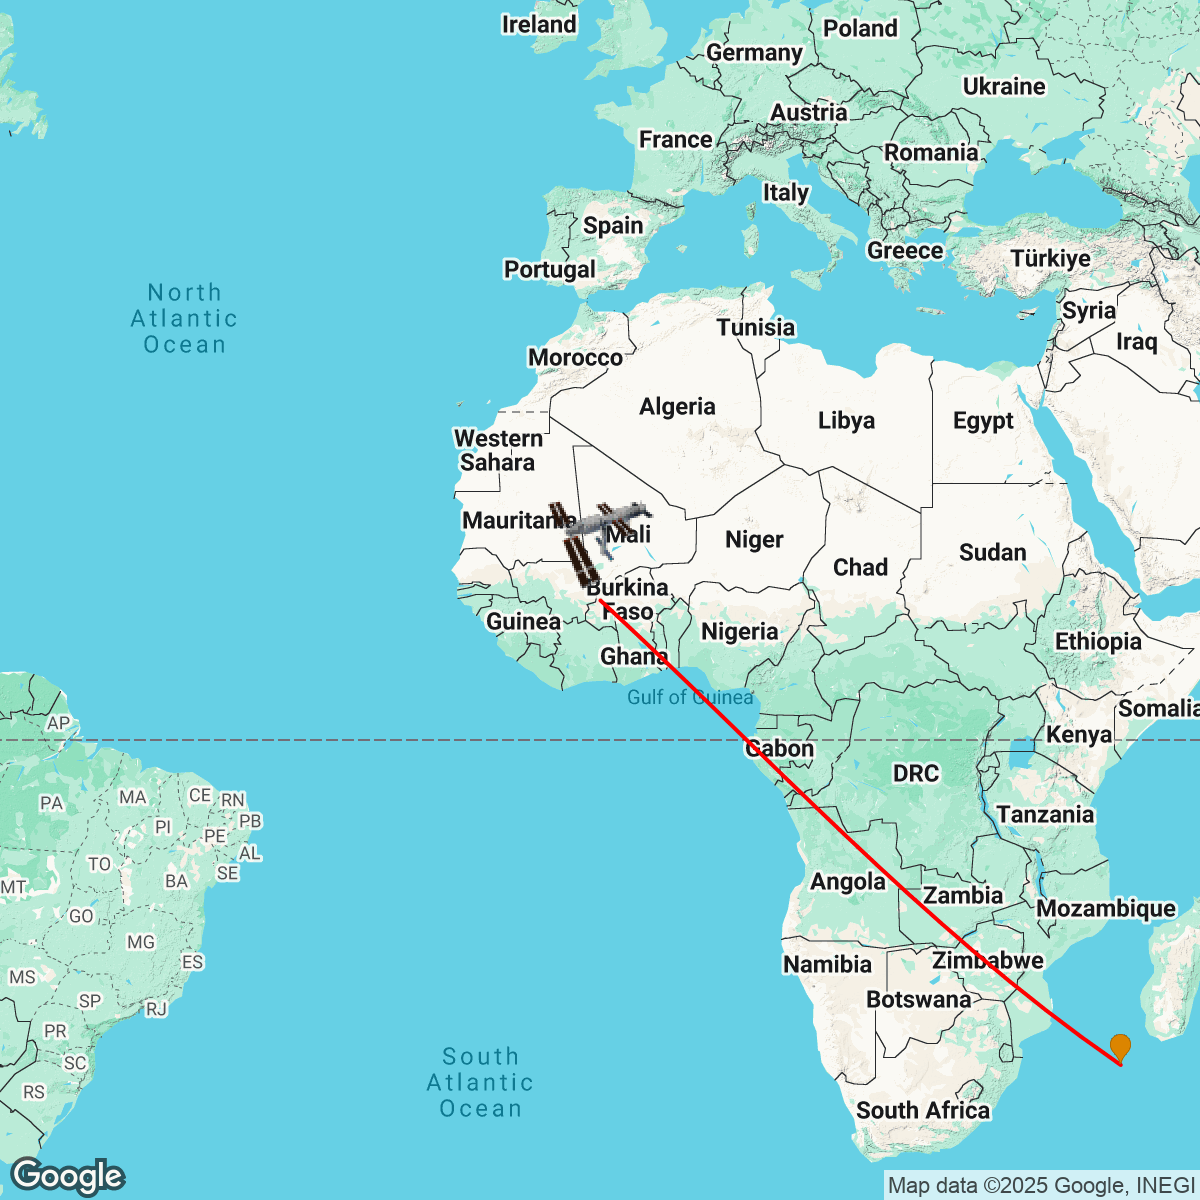 Ireland
Poland
Germany
Ukraine
Austria
France
Romania
Italy
Spain
Greece
Portugal
Türkiye
North
Atlantic
Ocean
Syria
Tunisia
Iraq
Morocco
Algeria
Libya
Egypt
Western
Sahara
Mauritania
Mali
Niger
Sudan
Chad
Burkina
Faso
Guinea
Nigeria
Ethiopia
Ghana
Gulf of Guinea
Somalia
AP
Kenya
Gabon
DRC
PA
MA
CE
RN
Tanzania
PB
PI
PE
AL
TO
SE
BA
Angola
MT
Zambia
Mozambique
GO
MG
ES
Zimbabwe
Namibia
MS
SP
Botswana
RJ
PR
South
Atlantic
Ocean
SC
RS
South Africa
Google
Map data ©2025 Google, INEGI